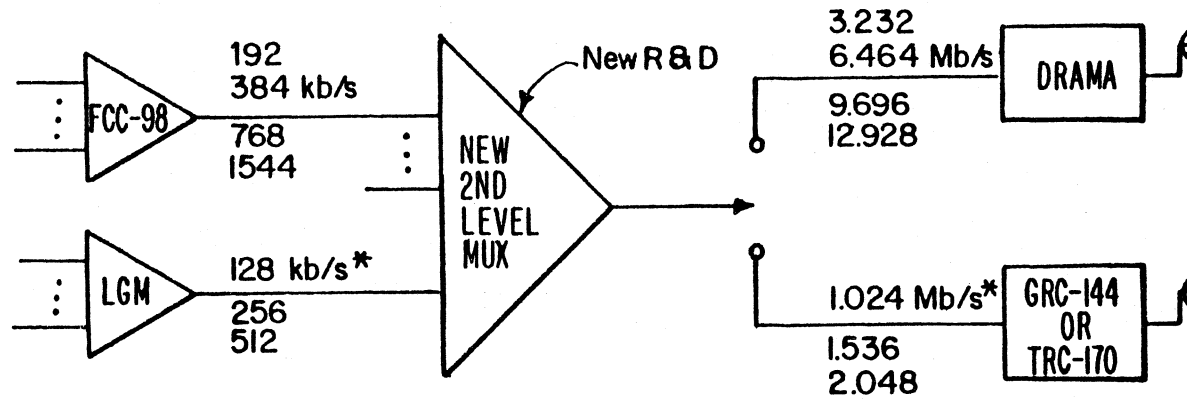 192
384 kb/s
768
1544
FCC-98
New R & D
3.232
6.464 Mb/s
9.696
12.928
DRAMA
NEW
2ND
LEVEL
MUX
LGM
128 kb/s*
256
512
1.024 Mb/s*
1.536
2.048
GRC-144
OR
TRC-170